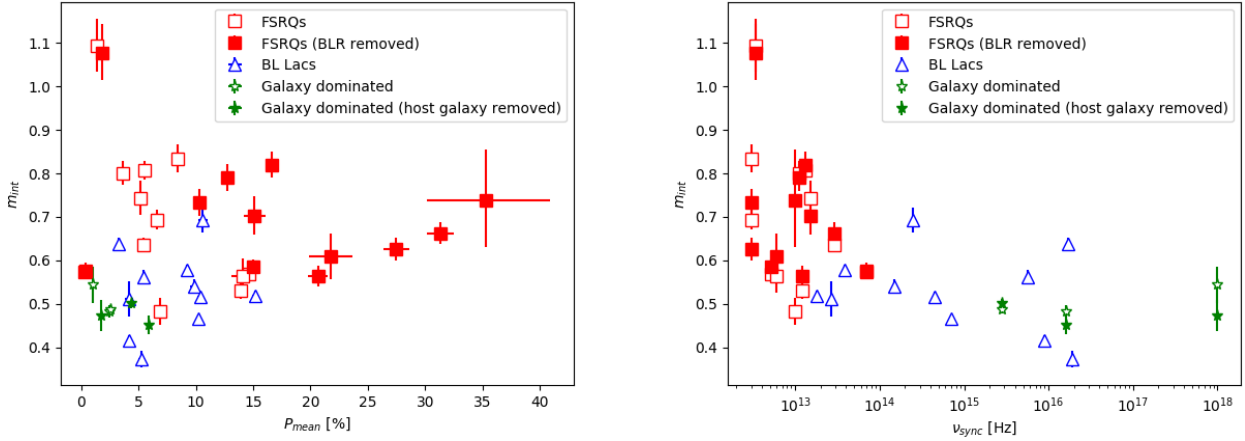 1.1
1.0
0.9
0.8
0.7
0.6
0.5
0.4
m_int
0 5 10 15 20 25 30 35 40
P_mean [%]
FSRQs
FSRQs (BLR removed)
BL Lacs
Galaxy dominated
Galaxy dominated (host galaxy removed)
1.1
1.0
0.9
0.8
0.7
0.6
0.5
0.4
m_int
10^13 10^14 10^15 10^16 10^17 10^18
ν_sync [Hz]
FSRQs
FSRQs (BLR removed)
BL Lacs
Galaxy dominated
Galaxy dominated (host galaxy removed)